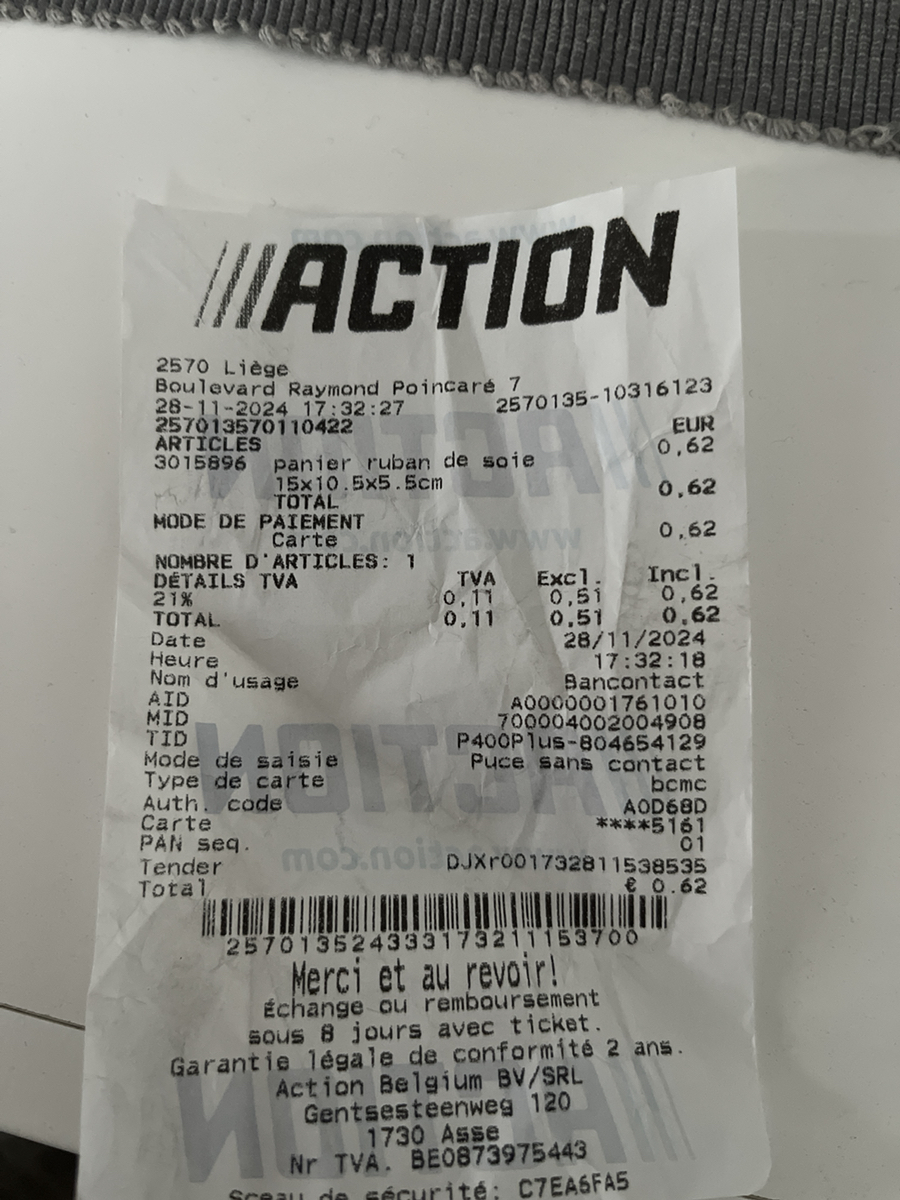 ACTION
2570 Liège
Boulevard Raymond Poincaré 7
28-11-2024 17:32:27 2570135-10316123
257013570110422 EUR
ARTICLES 0,62
3015896 panier ruban de soie
15x10.5x5.5cm 0,62
TOTAL
MODE DE PAIEMENT 0,62
Carte
NOMBRE D'ARTICLES: 1
DÉTAILS TVA TVA Excl. Incl.
21% 0,11 0,51 0,62
TOTAL 0,11 0,51 0,62
Date 28/11/2024
Heure 17:32:18
Nom d'usage Bancontact
AID A0000001761010
MID 700004002004908
TID P400Plus-804654129
Mode de saisie Puce sans contact
Type de carte bcmc
Auth. code A0D68D
Carte ****5161
PAN seq. 01
Tender DJXr001732811538535
Total € 0.62
257013524333173211153700
Merci et au revoir!
Échange ou remboursement
sous 8 jours avec ticket.
Garantie légale de conformité 2 ans.
Action Belgium BV/SRL
Gentsesteenweg 120
1730 Asse
Nr TVA. BE0873975443
Sceau de sécurité: C7EA6FA5